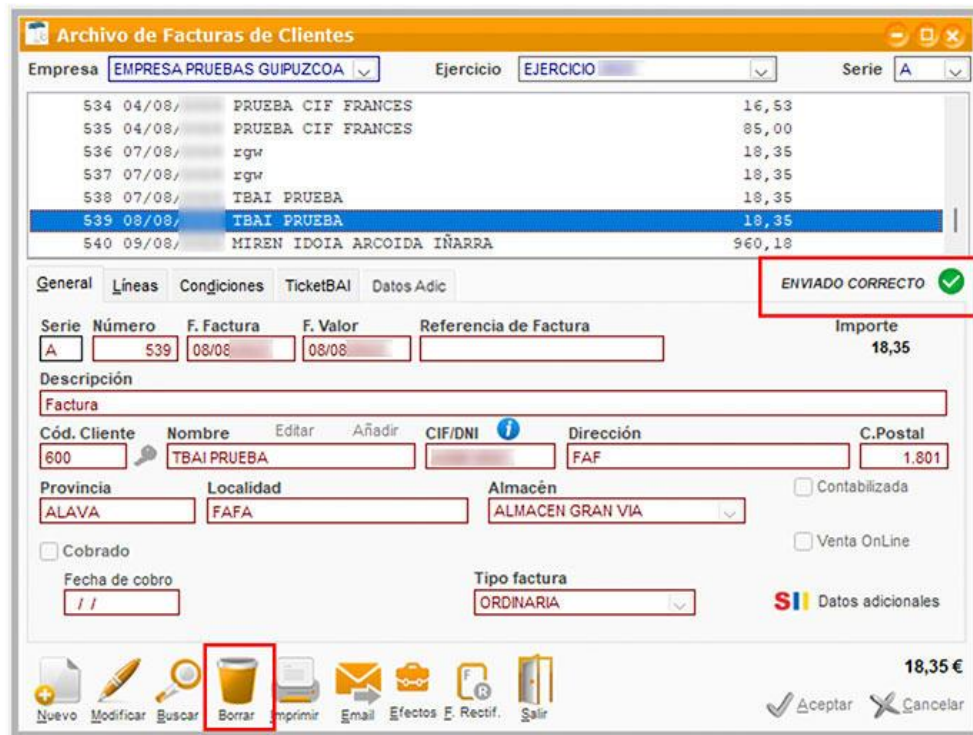 Archivo de Facturas de Clientes
Empresa EMPRESA PRUEBAS GUIPUZCOA Ejercicio EJERCICIO Serie A
534 04/08/ PRUEBA CIF FRANCES 16,53
535 04/08/ PRUEBA CIF FRANCES 85,00
536 07/08/ rgw 18,35
537 07/08/ rgw 18,35
538 07/08/ TBAI PRUEBA 18,35
539 08/08/ TBAI PRUEBA 18,35
540 09/08/ MIREN IDOIA ARCOIDA IÑARRA 960,18
General Líneas Condiciones TicketBAI Datos Adic ENVIADO CORRECTO
Serie Número F. Factura F. Valor Referencia de Factura Importe
A 539 08/08 08/08 18,35
Descripción
Factura
Cód. Cliente Nombre Editar Añadir CIF/DNI Dirección C.Postal
600 TBAI PRUEBA FAF 1.801
Provincia Localidad Almacén Contabilizada
ALAVA FAFA ALMACEN GRAN VIA
Cobrado Venta OnLine
Fecha de cobro Tipo factura
/ / ORDINARIA SII Datos adicionales
18,35 €
Nuevo Modificar Buscar Borrar Imprimir Email Efectos F. Rectif. Salir Aceptar Cancelar